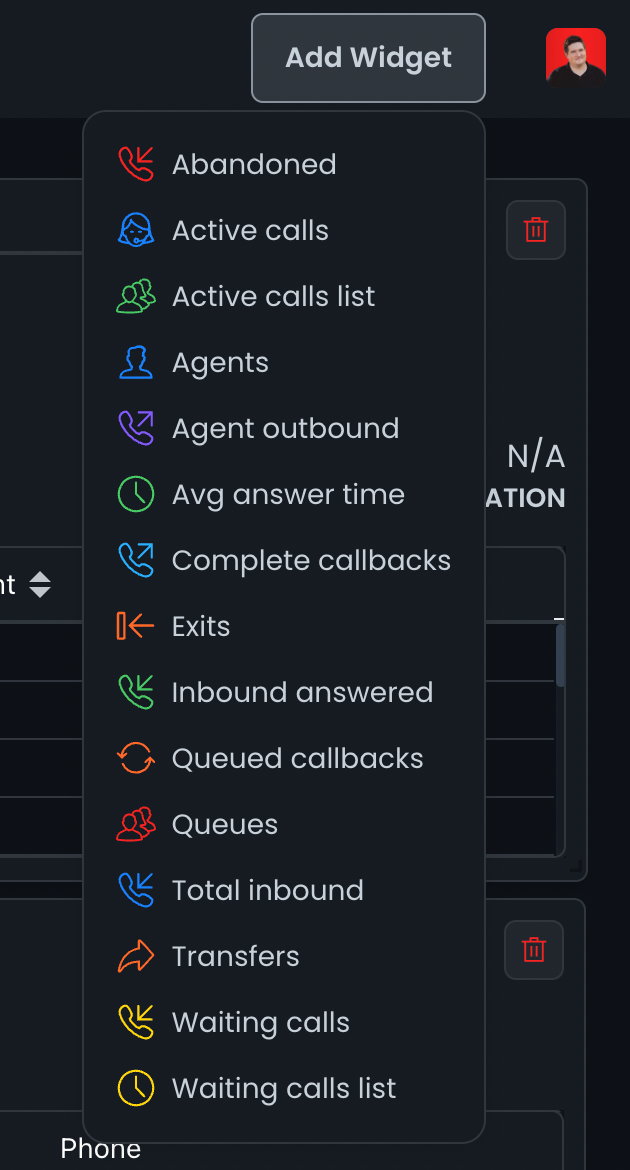 Add Widget
Abandoned
Active calls
Active calls list
Agents
Agent outbound
N/A
Avg answer time
ATION
Complete callbacks
nt
Exits
Inbound answered
Queued callbacks
Queues
Total inbound
Transfers
Waiting calls
Waiting calls list
Phone